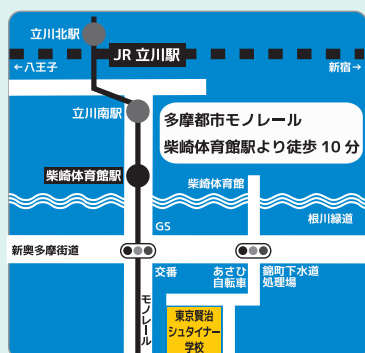 立川北駅
JR 立川駅
←八王子
新宿→
立川南駅
多摩都市モノレール
柴崎体育館駅より徒歩 10 分
柴崎体育館駅
柴崎体育館
根川緑道
GS
新奥多摩街道
交番
あさひ
自転車
錦町下水道
処理場
モノレール
東京賢治
シュタイナー
学校